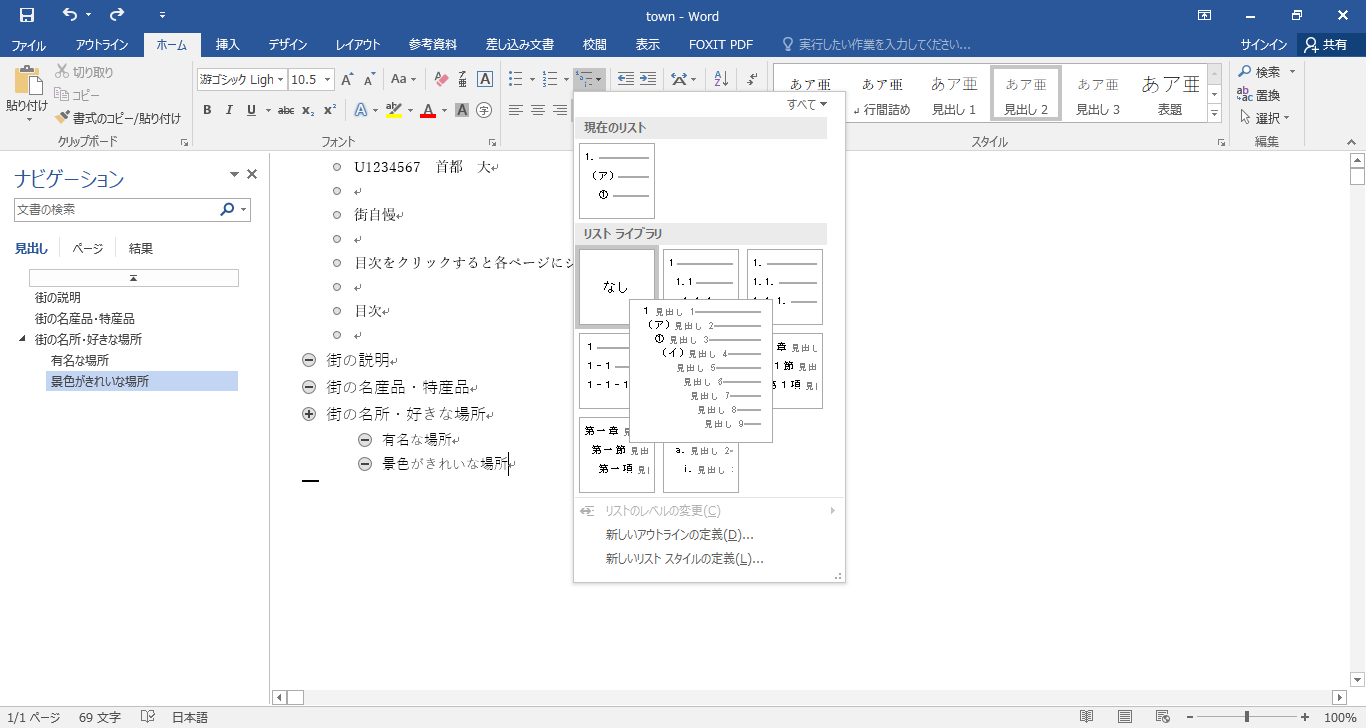 town - Word
ファイル アウトライン ホーム 挿入 デザイン レイアウト 参考資料 差し込み文書 校閲 表示 FOXIT PDF 実行したい作業を入力してください... サインイン 共有
貼り付け
切り取り
コピー
書式のコピー/貼り付け
クリップボード
游ゴシック Ligh 10.5 A A Aa 亜 A
B I U abc x₂ x² A ab A A 字
フォント
すべて
あア亜 あア亜 あア亜 あア亜 あア亜 あア亜
行間詰め 見出し 1 見出し 2 見出し 3 表題
スタイル
検索
置換
選択
編集
ナビゲーション
文書の検索
見出し ページ 結果
街の説明
街の名産品・特産品
街の名所・好きな場所
有名な場所
景色がきれいな場所
U1234567 首都 大
街自慢
目次をクリックすると各ページにジ
目次
街の説明
街の名産品・特産品
街の名所・好きな場所
有名な場所
景色がきれいな場所
現在のリスト
1.
(ア)
①
リスト ライブラリ
なし
1
1.1
1.
1.1.
1
1-1
1-1-1
1 見出し 1
(ア)見出し 2
① 見出し 3
(イ)見出し 4
見出し 5
見出し 6
見出し 7
見出し 8
見出し 9
章 見出し
節 見出
第1項 見
第一章 見
第一節 見出
第一項 見
a. 見出し 2
i. 見出し
リストのレベルの変更(C)
新しいアウトラインの定義(D)...
新しいリスト スタイルの定義(L)...
1/1 ページ 69 文字 日本語 100%